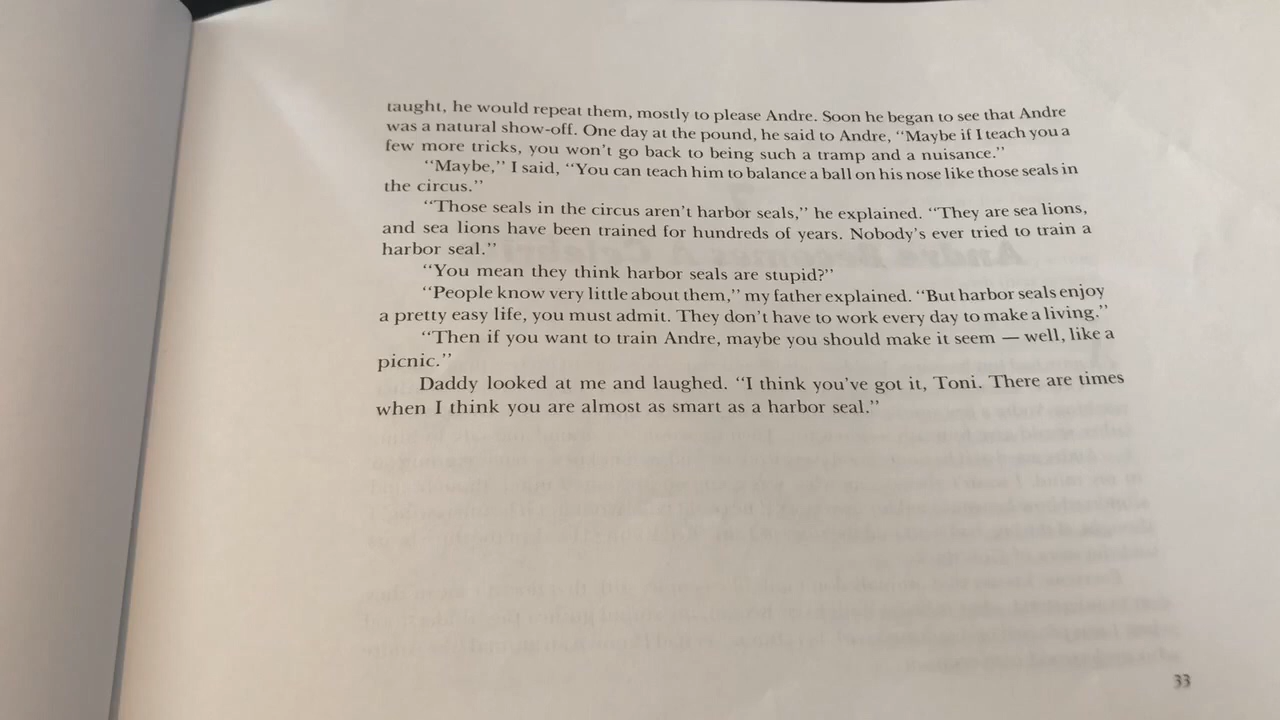 taught, he would repeat them, mostly to please Andre. Soon he began to see that Andre
was a natural show-off. One day at the pound, he said to Andre, “Maybe if I teach you a
few more tricks, you won’t go back to being such a tramp and a nuisance.”
“Maybe,” I said, “You can teach him to balance a ball on his nose like those seals in
the circus.”
“Those seals in the circus aren’t harbor seals,” he explained. “They are sea lions,
and sea lions have been trained for hundreds of years. Nobody’s ever tried to train a
harbor seal.”
“You mean they think harbor seals are stupid?”
“People know very little about them,” my father explained. “But harbor seals enjoy
a pretty easy life, you must admit. They don’t have to work every day to make a living.”
“Then if you want to train Andre, maybe you should make it seem — well, like a
picnic.”
Daddy looked at me and laughed. “I think you’ve got it, Toni. There are times
when I think you are almost as smart as a harbor seal.”
33